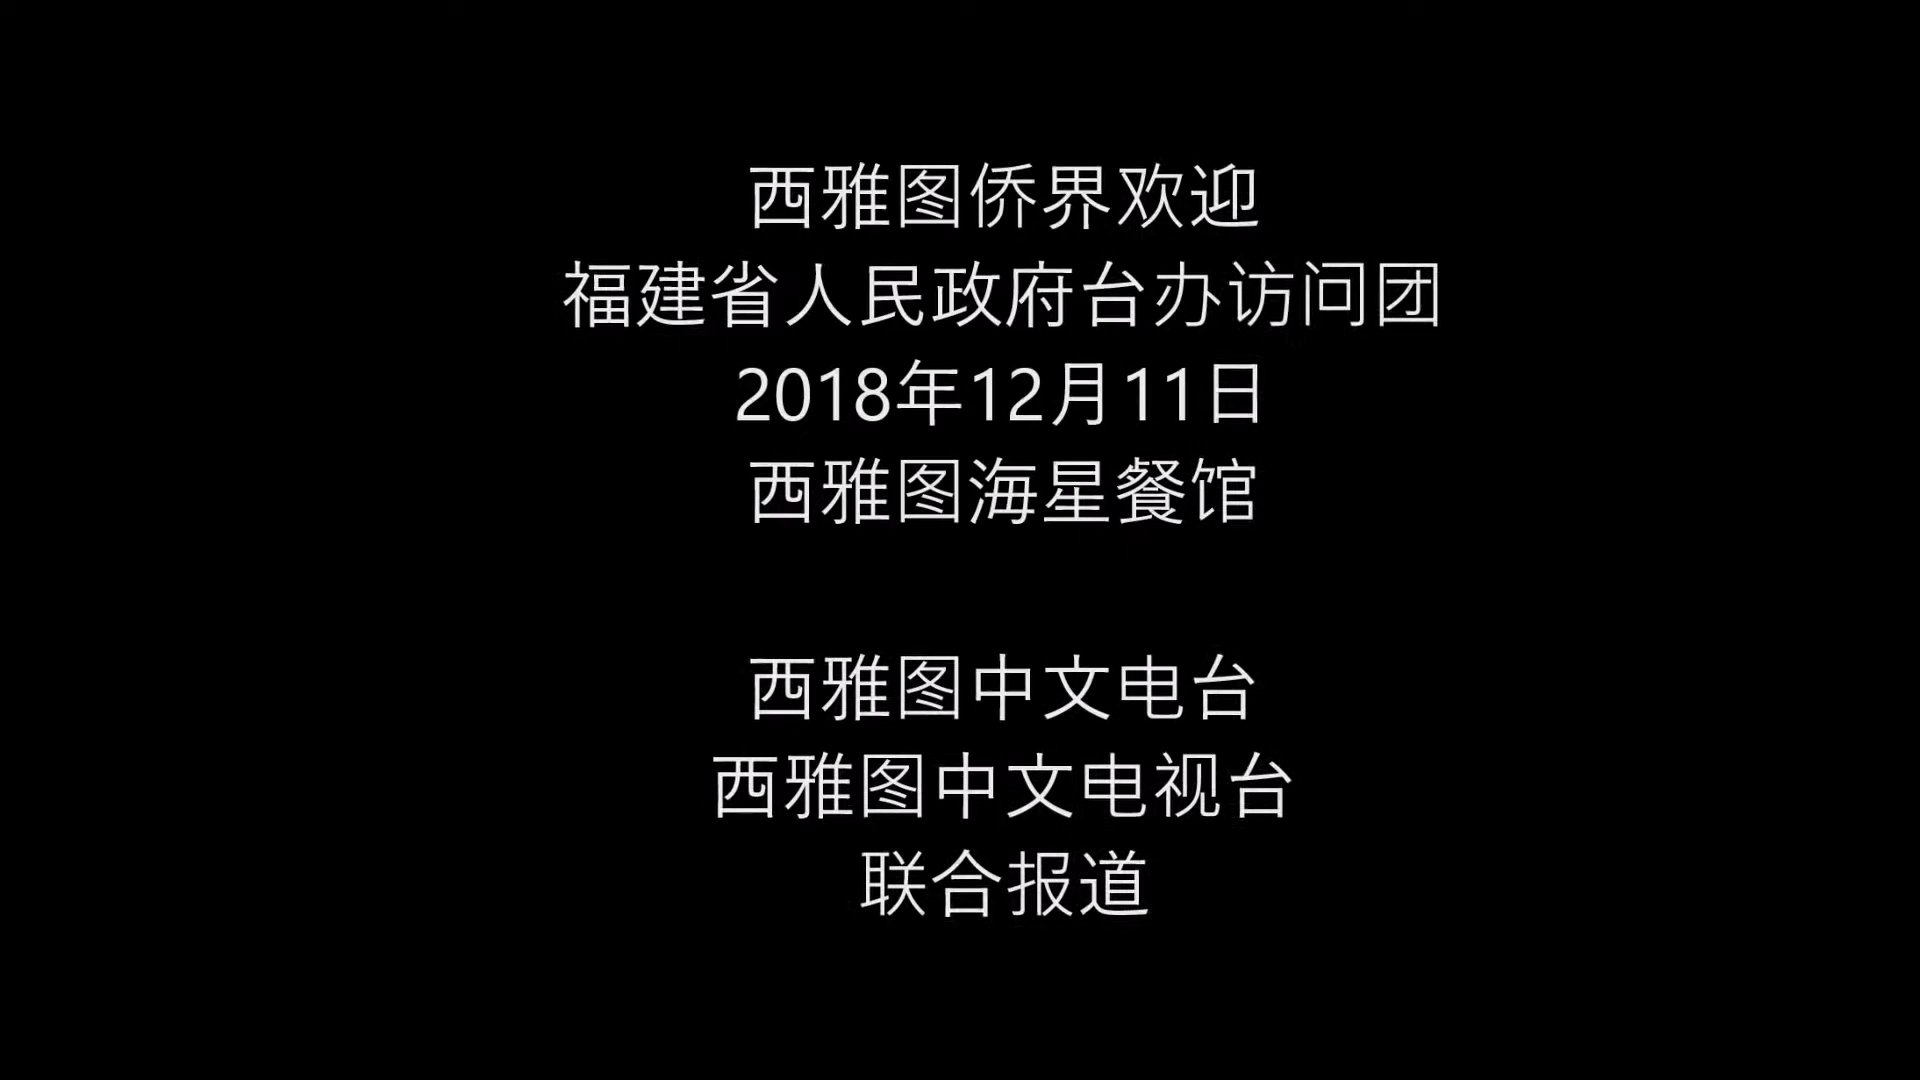 西雅图侨界欢迎
福建省人民政府台办访问团
2018年12月11日
西雅图海星餐馆
西雅图中文电台
西雅图中文电视台
联合报道